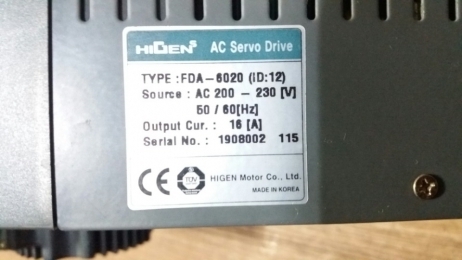 HIGEN AC Servo Drive
TYPE : FDA-6020 (ID:12)
Source : AC 200 - 230 [V]
50 / 60[Hz]
Output Cur. : 16 [A]
Serial No. : 1908002 115
CE TÜV HIGEN Motor Co., Ltd.
MADE IN KOREA